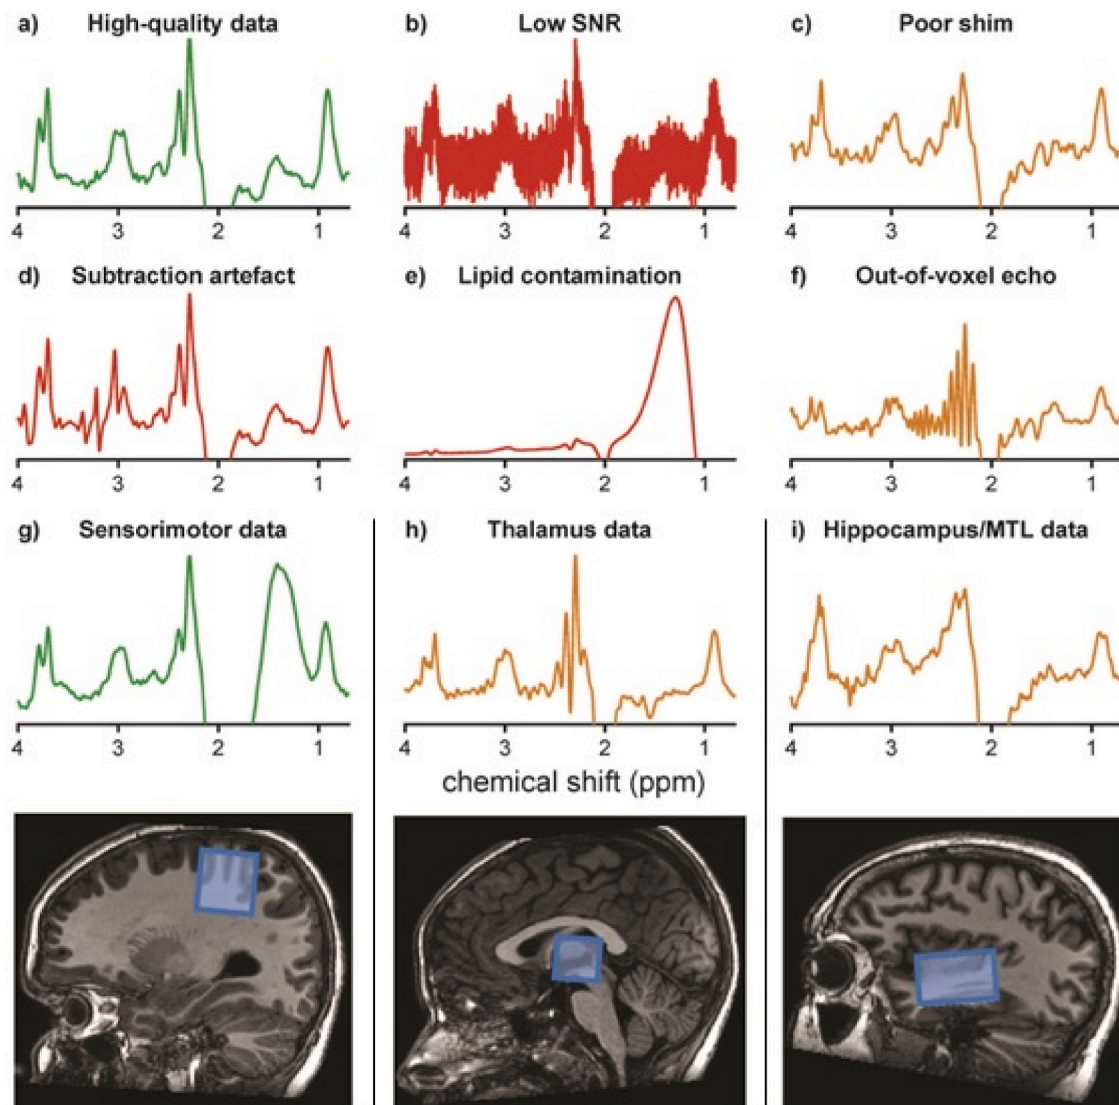 a) High-quality data
b) Low SNR
c) Poor shim
4 3 2 1
4 3 2 1
4 3 2 1
d) Subtraction artefact
e) Lipid contamination
f) Out-of-voxel echo
4 3 2 1
4 3 2 1
4 3 2 1
g) Sensorimotor data
h) Thalamus data
i) Hippocampus/MTL data
4 3 2 1
4 3 2 1
4 3 2 1
chemical shift (ppm)